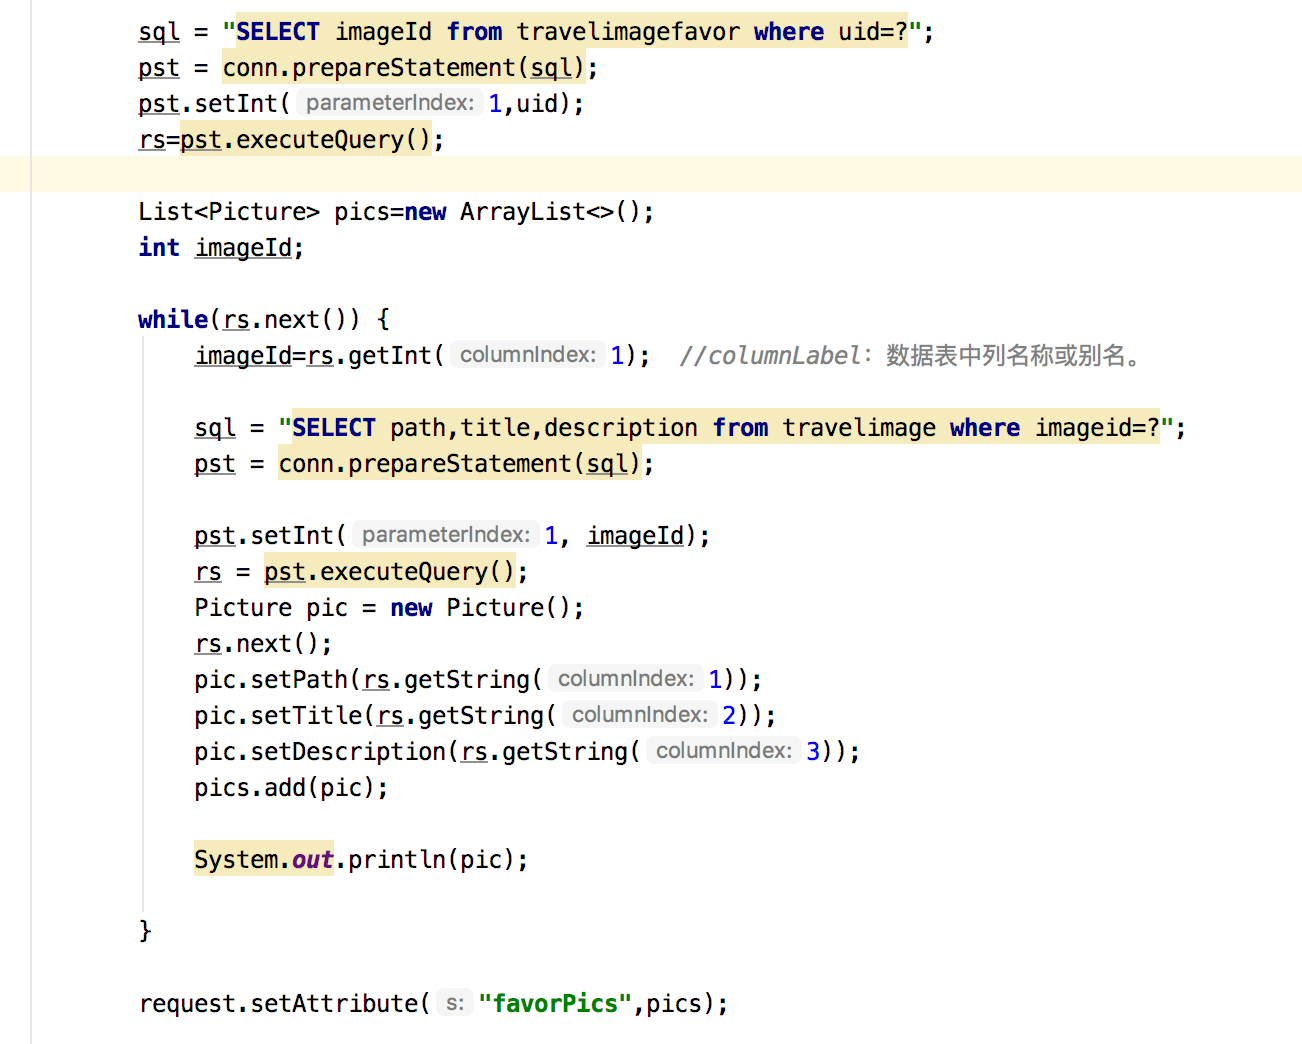 sql = "SELECT imageId from travelimagefavor where uid=?";
pst = conn.prepareStatement(sql);
pst.setInt( parameterIndex: 1,uid);
rs=pst.executeQuery();
List<Picture> pics=new ArrayList<>();
int imageId;
while(rs.next()) {
imageId=rs.getInt( columnIndex: 1);  //columnLabel：数据表中列名称或别名。
sql = "SELECT path,title,description from travelimage where imageid=?";
pst = conn.prepareStatement(sql);
pst.setInt( parameterIndex: 1, imageId);
rs = pst.executeQuery();
Picture pic = new Picture();
rs.next();
pic.setPath(rs.getString( columnIndex: 1));
pic.setTitle(rs.getString( columnIndex: 2));
pic.setDescription(rs.getString( columnIndex: 3));
pics.add(pic);
System.out.println(pic);
}
request.setAttribute( s: "favorPics",pics);